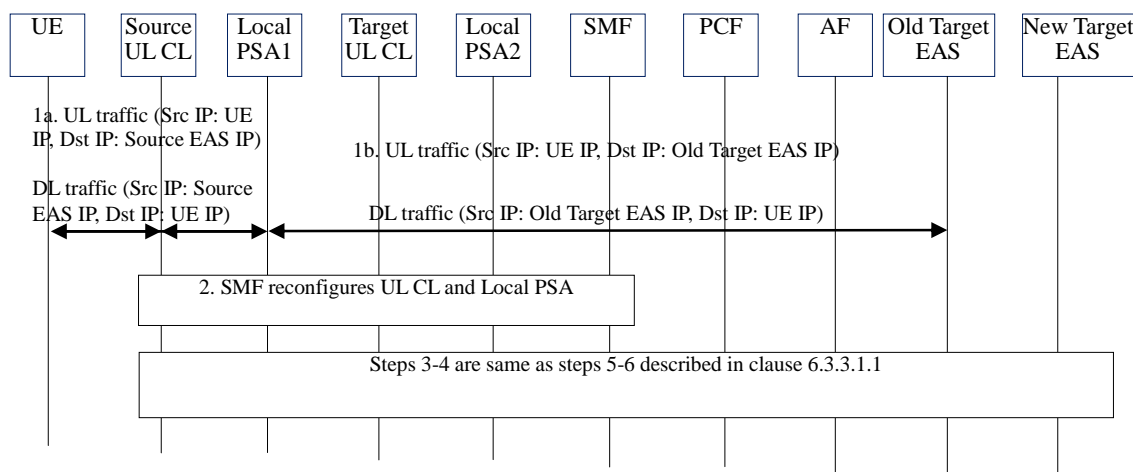 UE
Source
UL CL
Local
PSA1
Target
UL CL
Local
PSA2
SMF
PCF
AF
Old Target
EAS
New Target
EAS
1a. UL traffic (Src IP: UE
IP, Dst IP: Source EAS IP)
1b. UL traffic (Src IP: UE IP, Dst IP: Old Target EAS IP)
DL traffic (Src IP: Source
EAS IP, Dst IP: UE IP)
DL traffic (Src IP: Old Target EAS IP, Dst IP: UE IP)
2. SMF reconfigures UL CL and Local PSA
Steps 3-4 are same as steps 5-6 described in clause 6.3.3.1.1